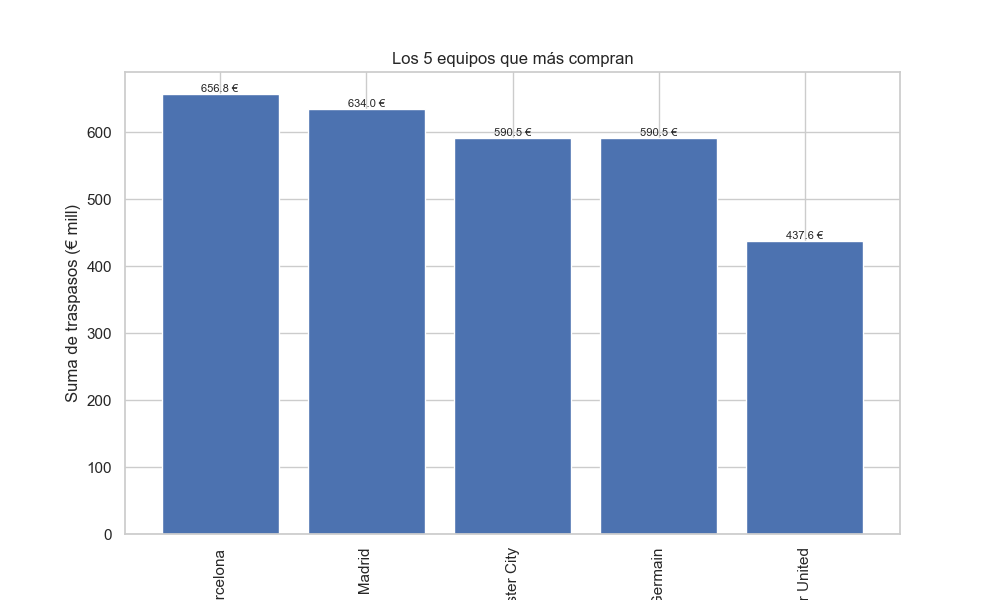 Los 5 equipos que más compran
656.8 €
634.0 €
590.5 €
590.5 €
437.6 €
Suma de traspasos (€ mill)
600
500
400
300
200
100
0
rcelona
Madrid
ster City
Germain
r United